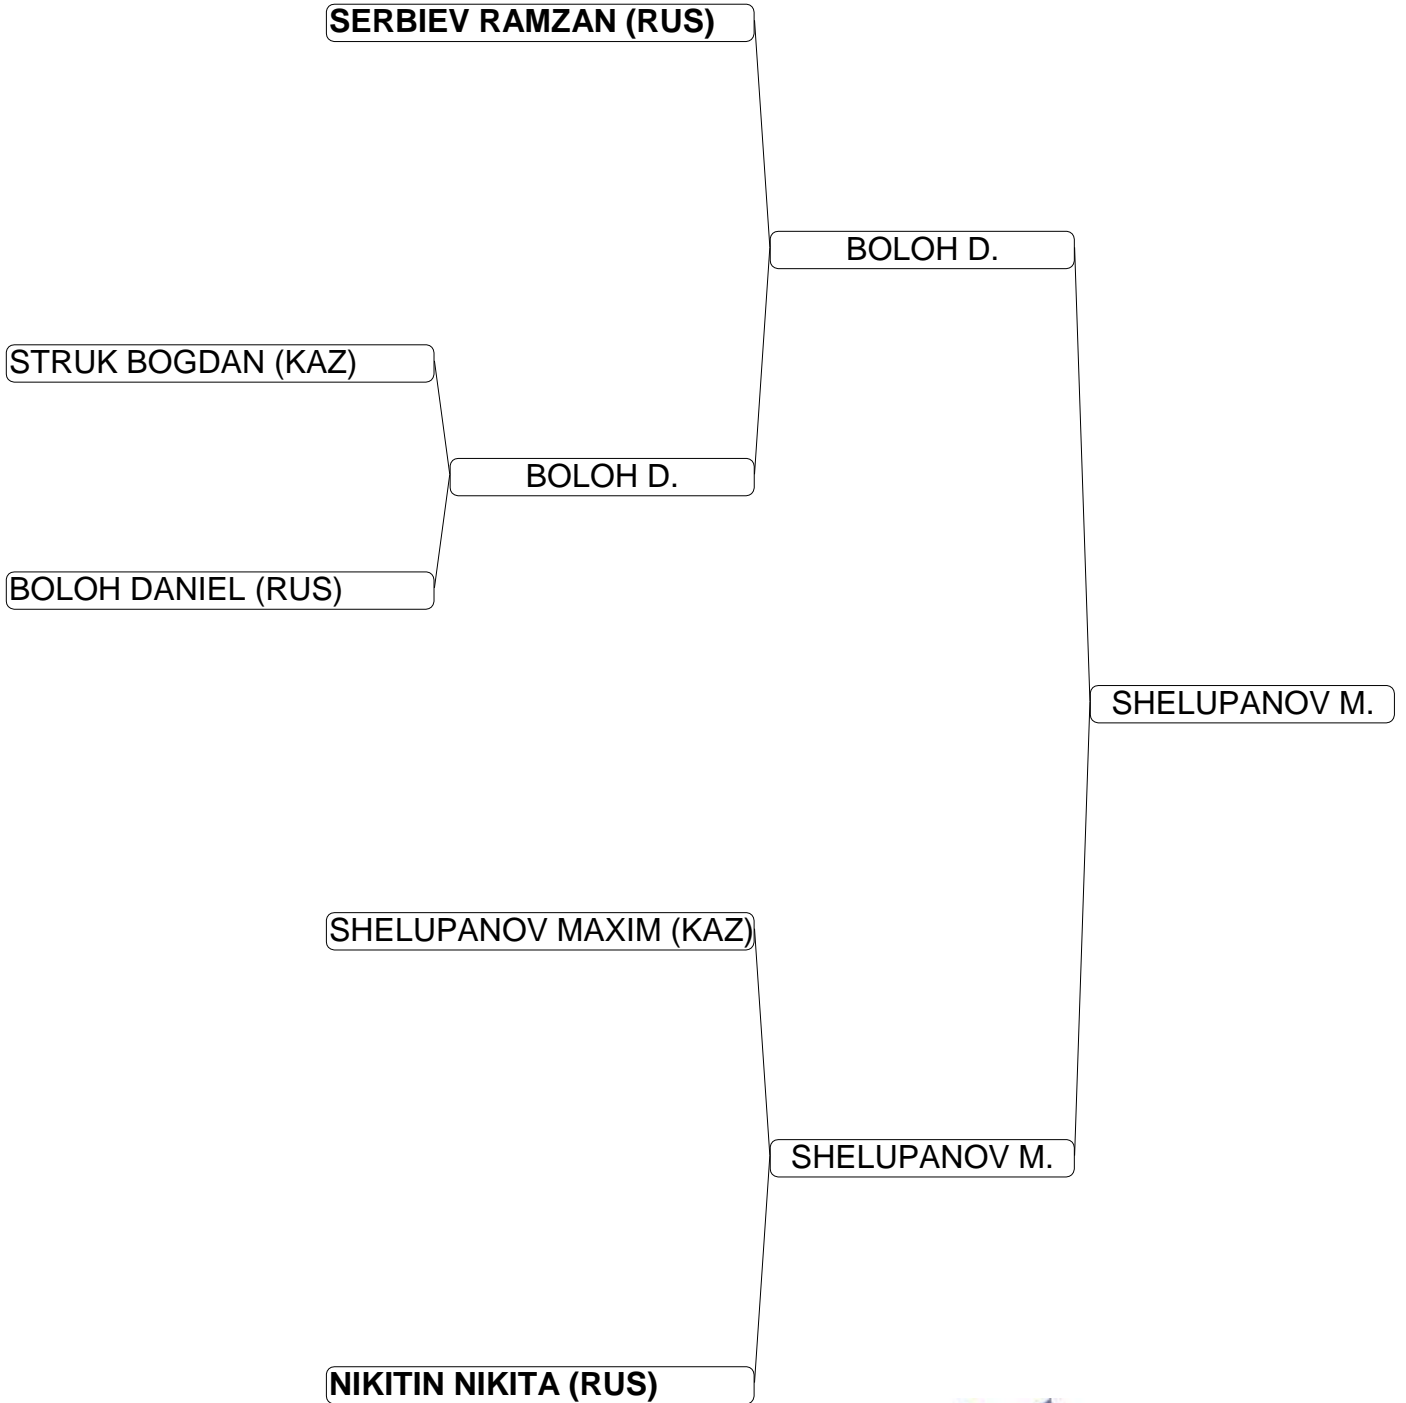 SERBIEV RAMZAN (RUS)
BOLOH D.
STRUK BOGDAN (KAZ)
BOLOH D.
BOLOH DANIEL (RUS)
SHELUPANOV M.
SHELUPANOV MAXIM (KAZ)
SHELUPANOV M.
NIKITIN NIKITA (RUS)